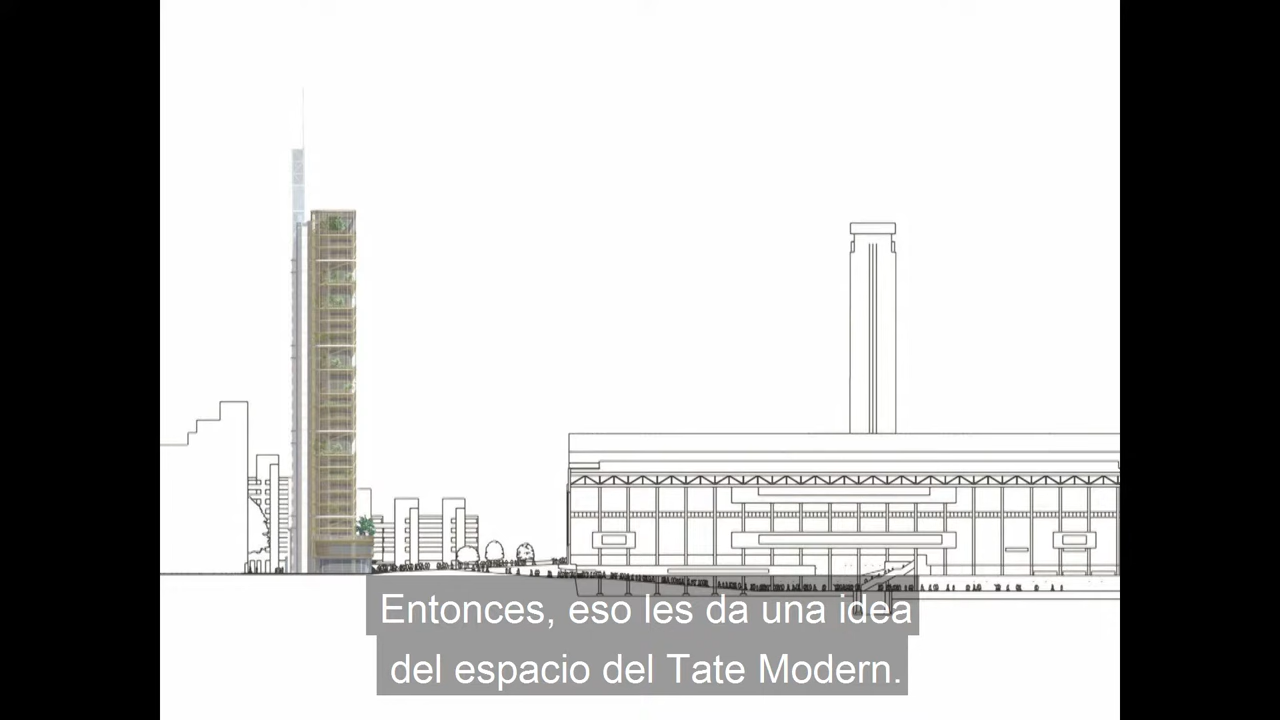 Entonces, eso les da una idea
del espacio del Tate Modern.